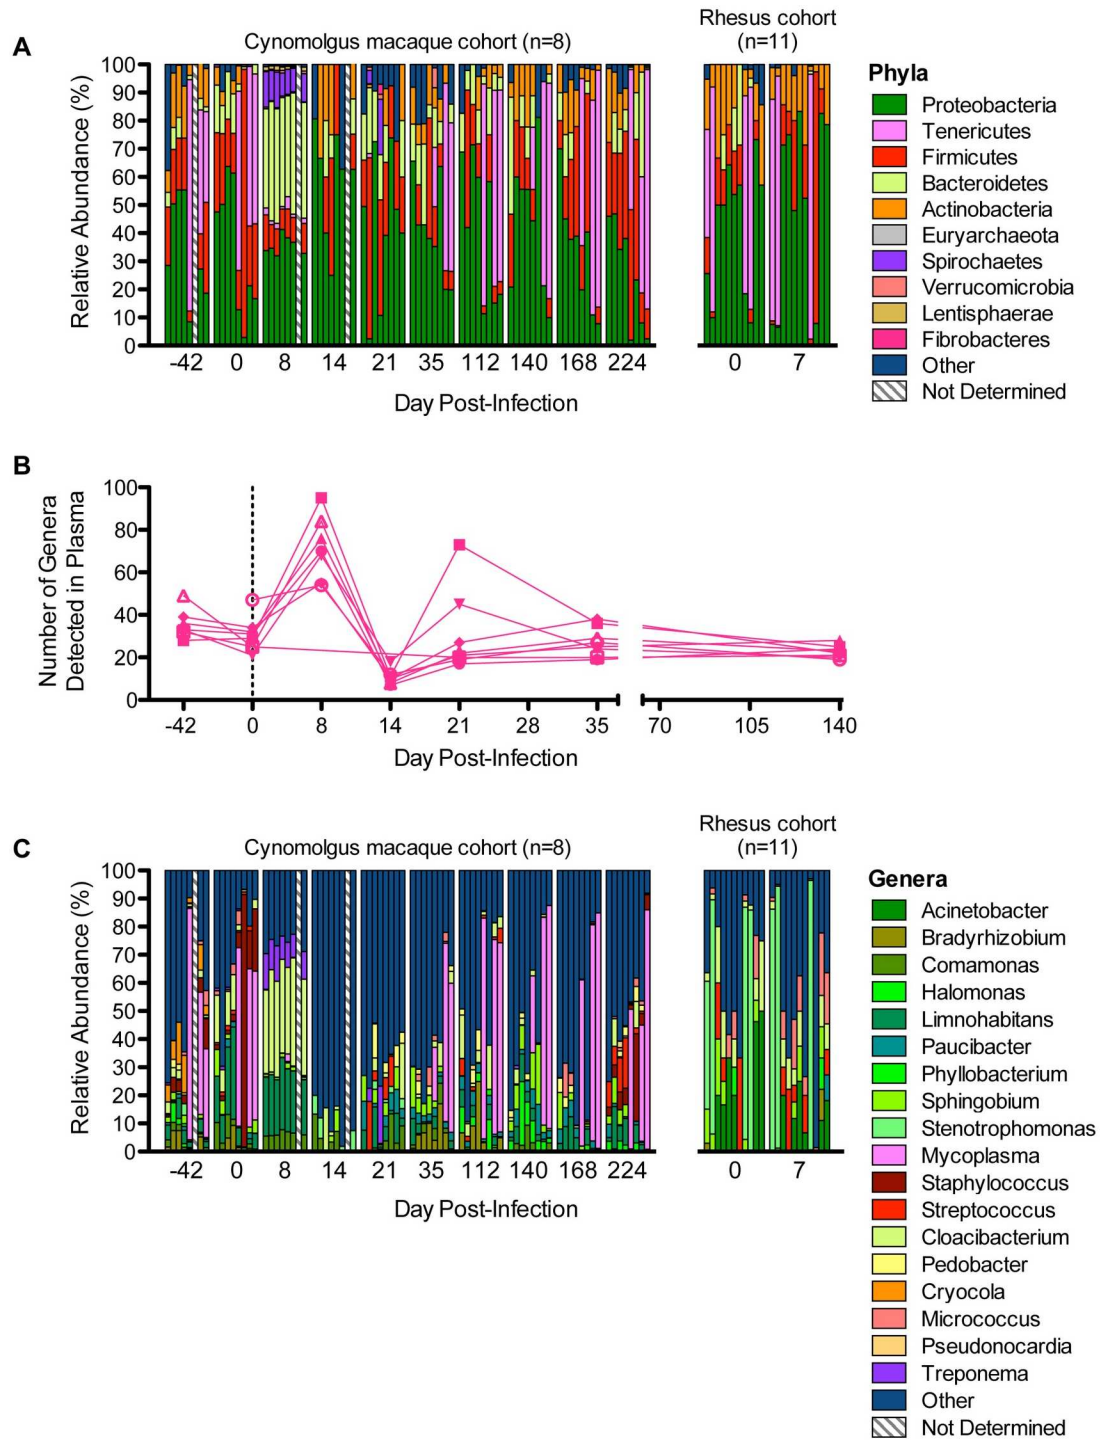 A
Cynomolgus macaque cohort (n=8)
Rhesus cohort
(n=11)
Relative Abundance (%)
100
90
80
70
60
50
40
30
20
10
0
-42 0 8 14 21 35 112 140 168 224
0 7
Day Post-Infection
Phyla
Proteobacteria
Tenericutes
Firmicutes
Bacteroidetes
Actinobacteria
Euryarchaeota
Spirochaetes
Verrucomicrobia
Lentisphaerae
Fibrobacteres
Other
Not Determined
B
Number of Genera
Detected in Plasma
100
80
60
40
20
0
-42 0 8 14 21 28 35 70 105 140
Day Post-Infection
C
Cynomolgus macaque cohort (n=8)
Rhesus cohort
(n=11)
Relative Abundance (%)
100
90
80
70
60
50
40
30
20
10
0
-42 0 8 14 21 35 112 140 168 224
0 7
Day Post-Infection
Genera
Acinetobacter
Bradyrhizobium
Comamonas
Halomonas
Limnohabitans
Paucibacter
Phyllobacterium
Sphingobium
Stenotrophomonas
Mycoplasma
Staphylococcus
Streptococcus
Cloacibacterium
Pedobacter
Cryocola
Micrococcus
Pseudonocardia
Treponema
Other
Not Determined